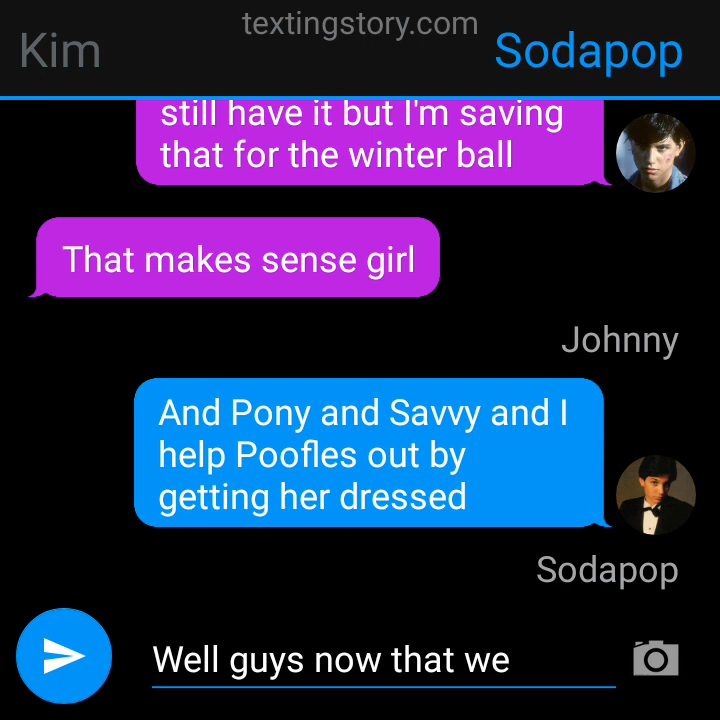 textingstory.com
Kim
Sodapop
still have it but I'm saving
that for the winter ball
That makes sense girl
Johnny
And Pony and Savvy and I
help Poofles out by
getting her dressed
Sodapop
Well guys now that we